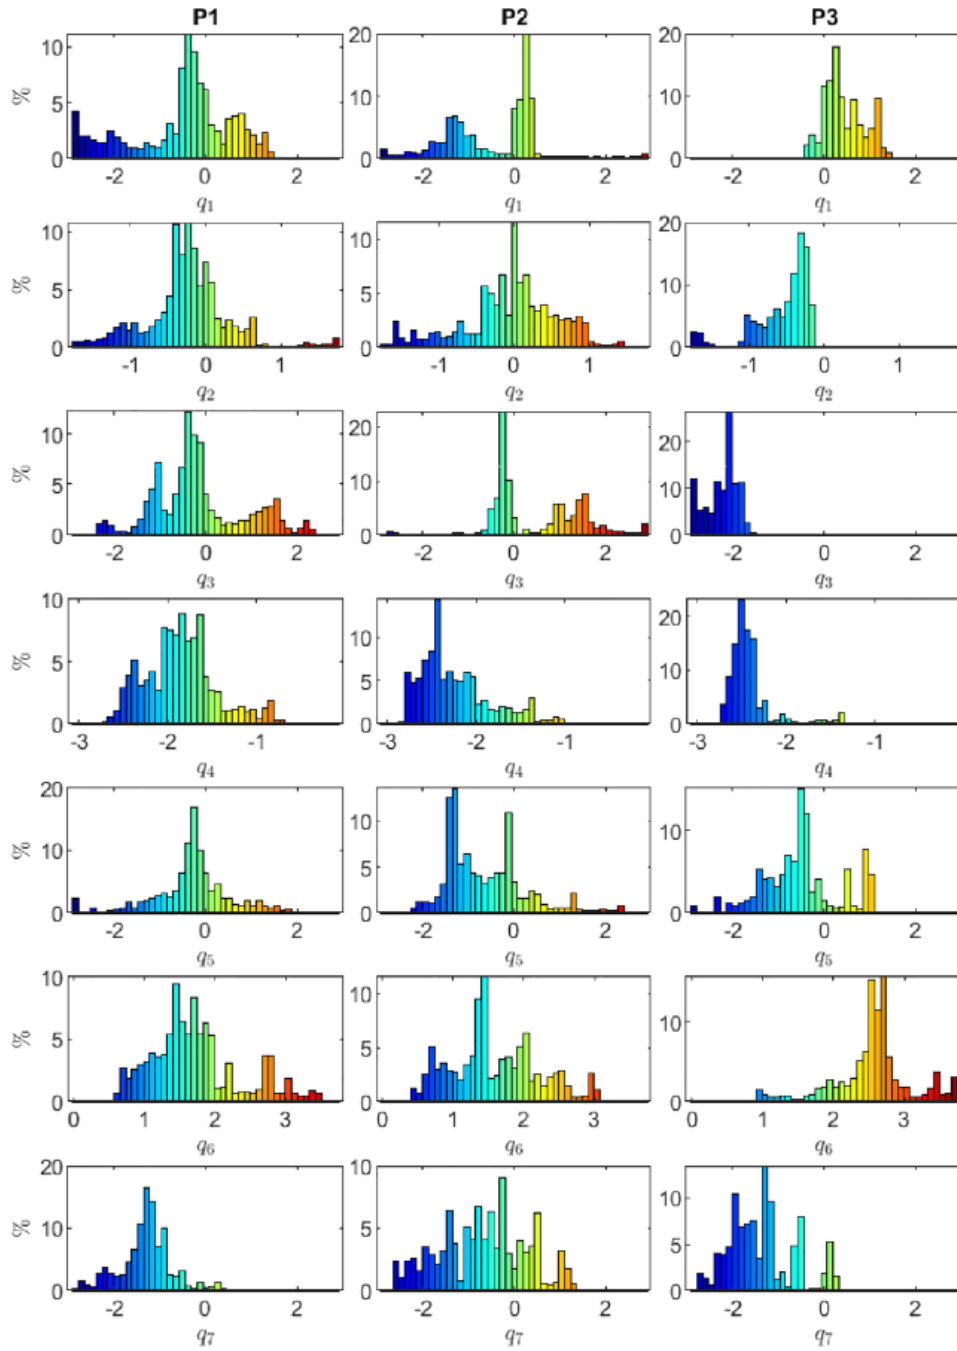 P1 P2 P3
10 20 20
% 5 10 10
0 0 0
-2 0 2 -2 0 2 -2 0 2
q1 q1 q1
10 10 20
% 5 5 10
0 0 0
-1 0 1 -1 0 1 -1 0 1
q2 q2 q2
10 20 20
% 5 10 10
0 0 0
-2 0 2 -2 0 2 -2 0 2
q3 q3 q3
10 10 20
% 5 5 10
0 0 0
-3 -2 -1 -3 -2 -1 -3 -2 -1
q4 q4 q4
20 10 10
% 10 5
0 0 0
-2 0 2 -2 0 2 -2 0 2
q5 q5 q5
10 10 10
% 5 5
0 0 0
0 1 2 3 0 1 2 3 0 1 2 3
q6 q6 q6
20 10 10
% 10 5 5
0 0 0
-2 0 2 -2 0 2 -2 0 2
q7 q7 q7